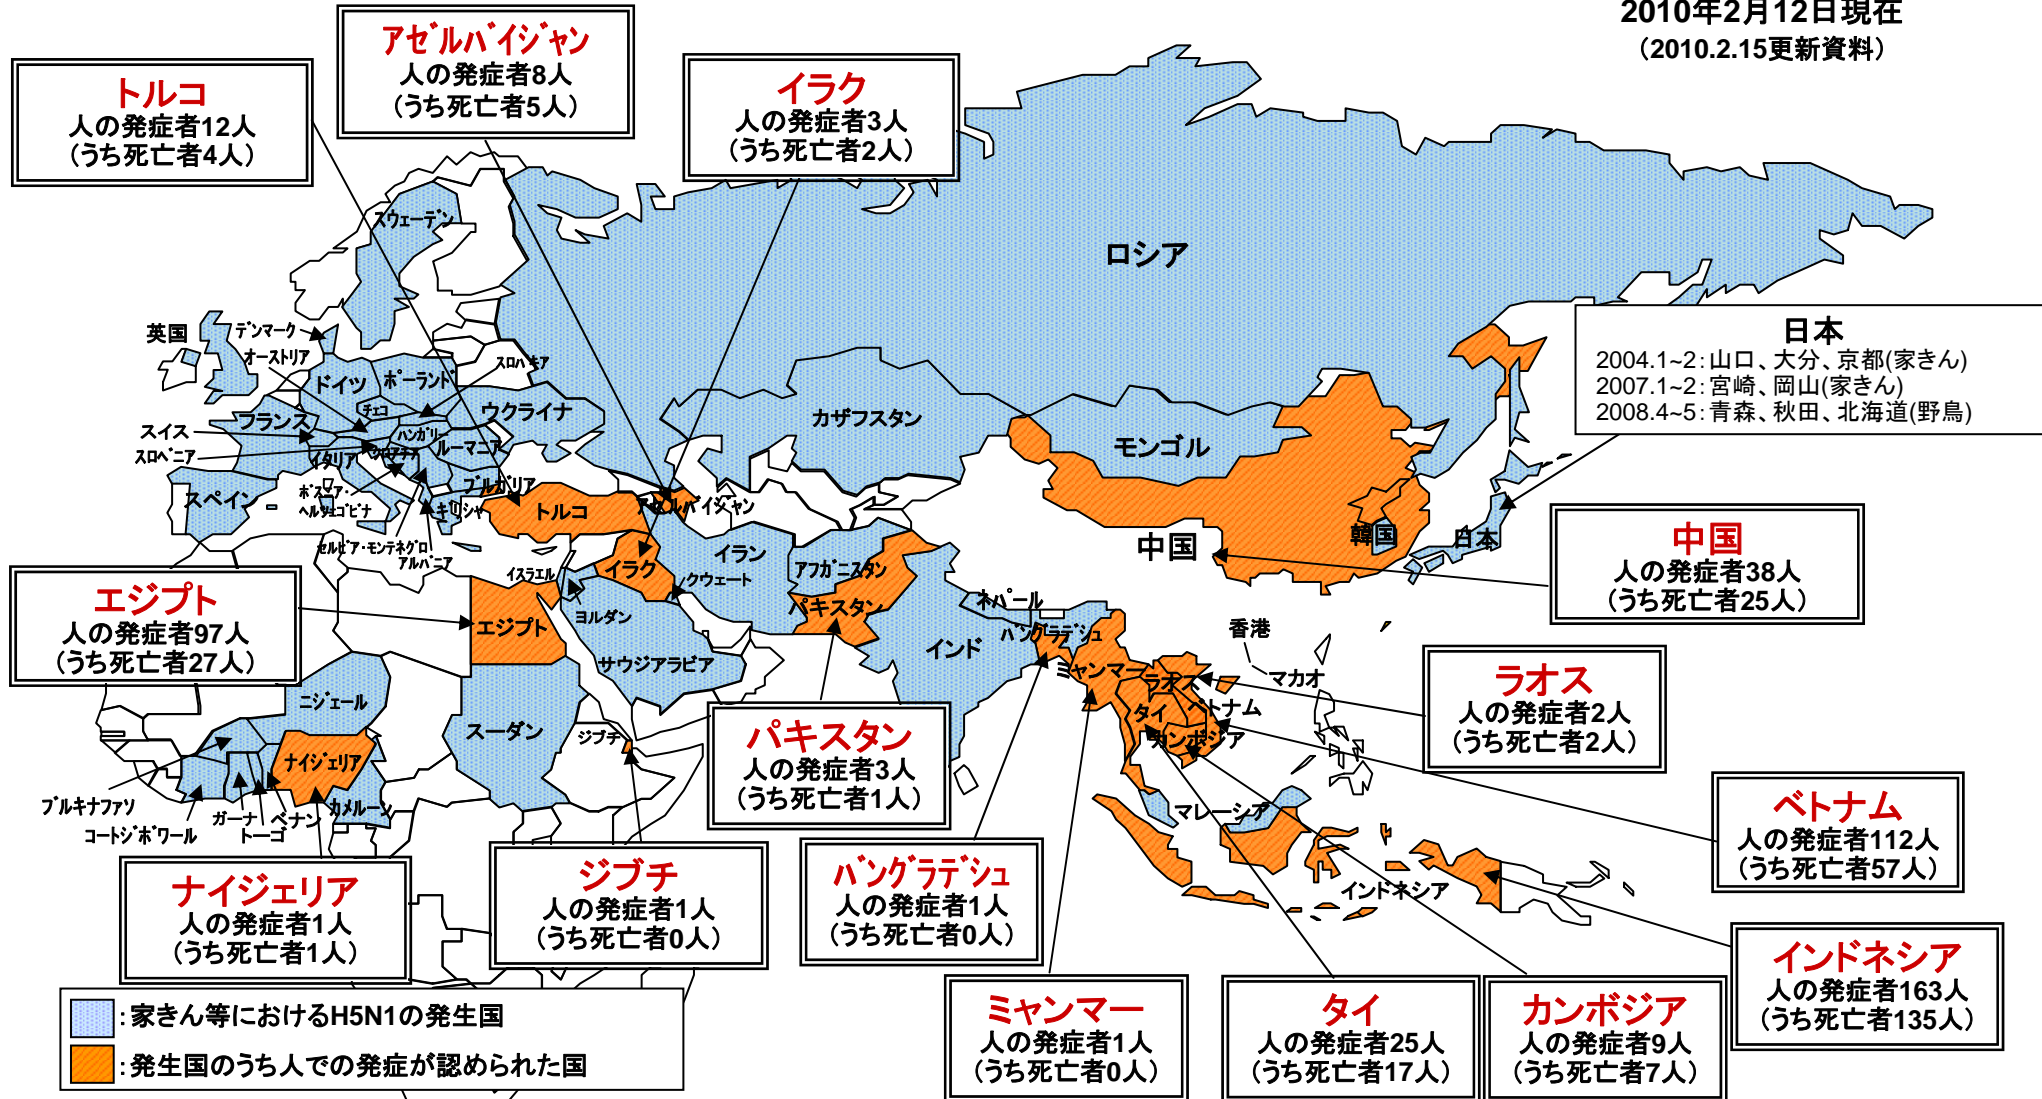 2010年2月12日現在
（2010.2.15更新資料）
アゼルバイジャン
人の発症者8人
（うち死亡者5人）
トルコ
人の発症者12人
（うち死亡者4人）
イラク
人の発症者3人
（うち死亡者2人）
スウェーデン
ロシア
日本
2004.1~2：山口、大分、京都(家きん)
2007.1~2：宮崎、岡山(家きん)
2008.4~5：青森、秋田、北海道(野鳥)
英国
デンマーク
オーストリア
スロバキア
ドイツ
ポーランド
チェコ
フランス
ウクライナ
カザフスタン
モンゴル
スイス
スロベニア
ハンガリー
ルーマニア
イタリア
スペイン
ボスニア・
ヘルツェゴビナ
ブルガリア
ギリシャ
トルコ
アゼルバイジャン
セルビア・モンテネグロ
アルバニア
イスラエル
イラク
イラン
クウェート
アフガニスタン
中国
韓国
日本
中国
人の発症者38人
（うち死亡者25人）
エジプト
人の発症者97人
（うち死亡者27人）
エジプト
ヨルダン
サウジアラビア
パキスタン
ネパール
インド
バングラデシュ
ミャンマー
香港
マカオ
ラオス
ベトナム
タイ
カンボジア
ラオス
人の発症者2人
（うち死亡者2人）
ニジェール
スーダン
ジブチ
ナイジェリア
カメルーン
ブルキナファソ
コートジボワール
ガーナ
トーゴ
ベナン
パキスタン
人の発症者3人
（うち死亡者1人）
マレーシア
インドネシア
ベトナム
人の発症者112人
（うち死亡者57人）
ナイジェリア
人の発症者1人
（うち死亡者1人）
ジブチ
人の発症者1人
（うち死亡者0人）
バングラデシュ
人の発症者1人
（うち死亡者0人）
インドネシア
人の発症者163人
（うち死亡者135人）
ミャンマー
人の発症者1人
（うち死亡者0人）
タイ
人の発症者25人
（うち死亡者17人）
カンボジア
人の発症者9人
（うち死亡者7人）
：家きん等におけるH5N1の発生国
：発生国のうち人での発症が認められた国